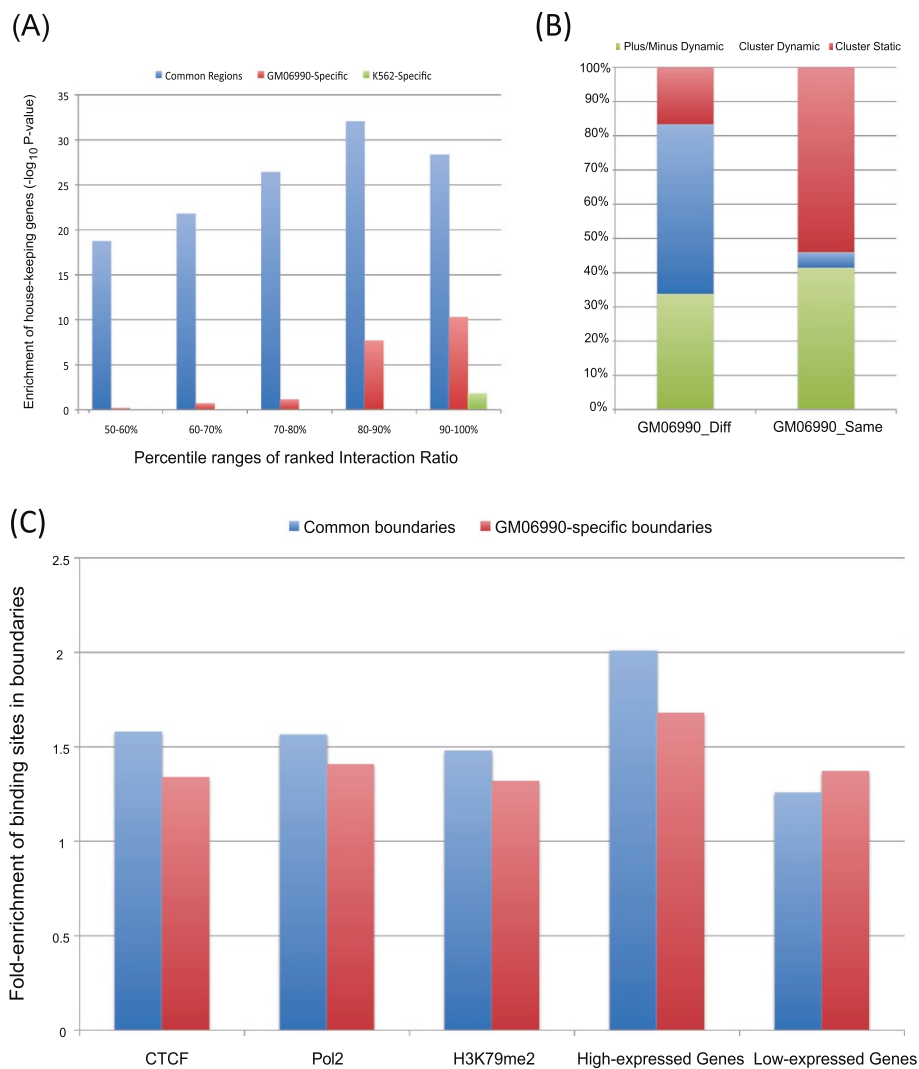 (A)
Common Regions GM06990-Specific K562-Specific
Enrichment of house-keeping genes (-log10 P-value)
35
30
25
20
15
10
5
0
50-60% 60-70% 70-80% 80-90% 90-100%
Percentile ranges of ranked Interaction Ratio
(B)
Plus/Minus Dynamic Cluster Dynamic Cluster Static
100%
90%
80%
70%
60%
50%
40%
30%
20%
10%
0%
GM06990_Diff GM06990_Same
(C)
Common boundaries GM06990-specific boundaries
Fold-enrichment of binding sites in boundaries
2.5
2
1.5
1
0.5
0
CTCF Pol2 H3K79me2 High-expressed Genes Low-expressed Genes